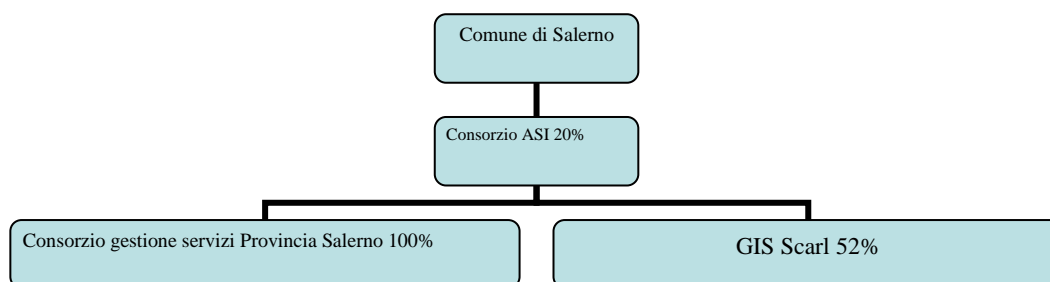 Comune di Salerno
Consorzio ASI 20%
Consorzio gestione servizi Provincia Salerno 100%
GIS Scarl 52%